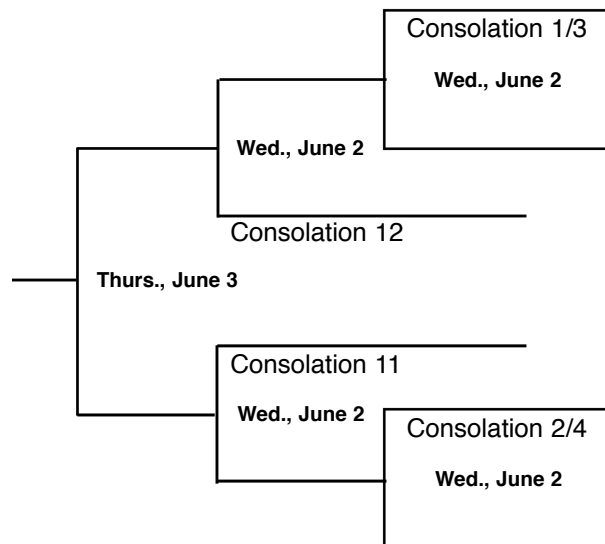 Consolation 1/3
Wed., June 2
Wed., June 2
Consolation 12
Thurs., June 3
Consolation 11
Wed., June 2
Consolation 2/4
Wed., June 2